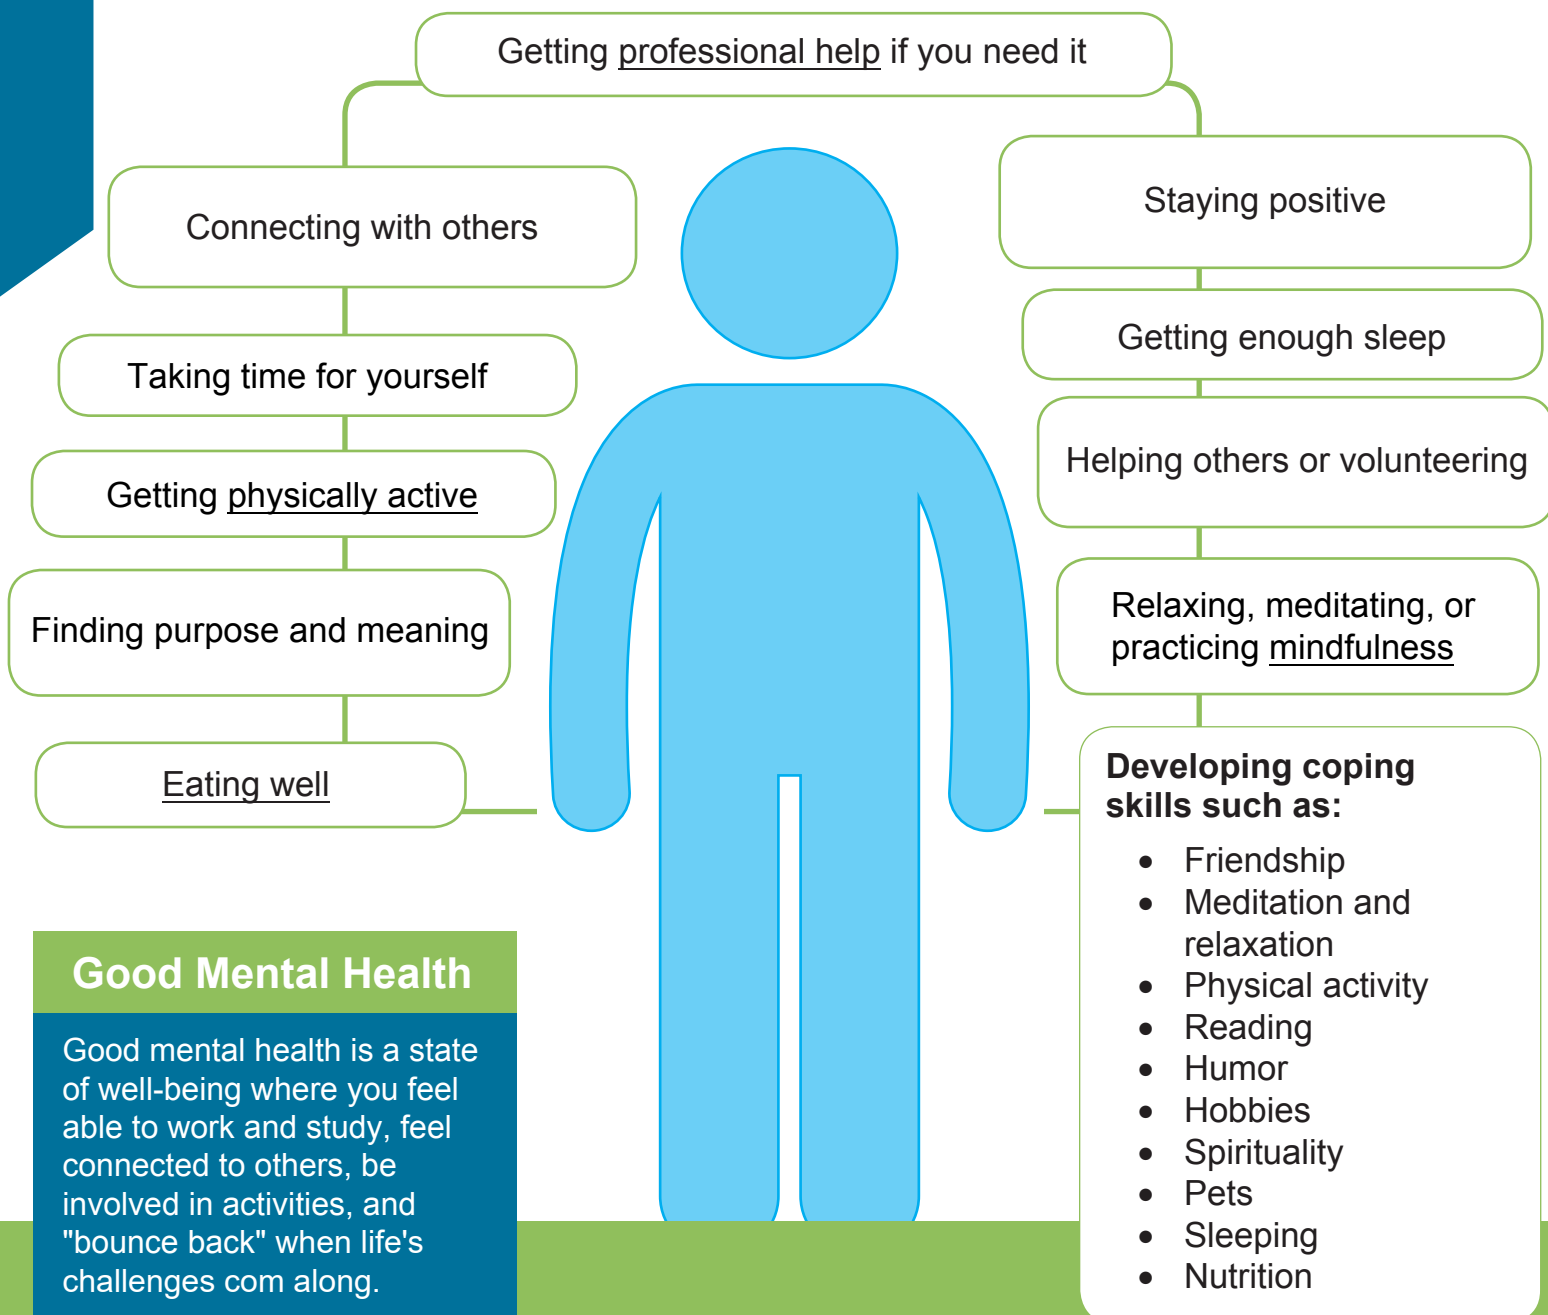 Getting professional help if you need it
Connecting with others
Taking time for yourself
Getting physically active
Finding purpose and meaning
Eating well
Staying positive
Getting enough sleep
Helping others or volunteering
Relaxing, meditating, or
practicing mindfulness
Developing coping
skills such as:
• Friendship
• Meditation and
relaxation
• Physical activity
• Reading
• Humor
• Hobbies
• Spirituality
• Pets
• Sleeping
• Nutrition
Good Mental Health
Good mental health is a state
of well-being where you feel
able to work and study, feel
connected to others, be
involved in activities, and
"bounce back" when life's
challenges com along.